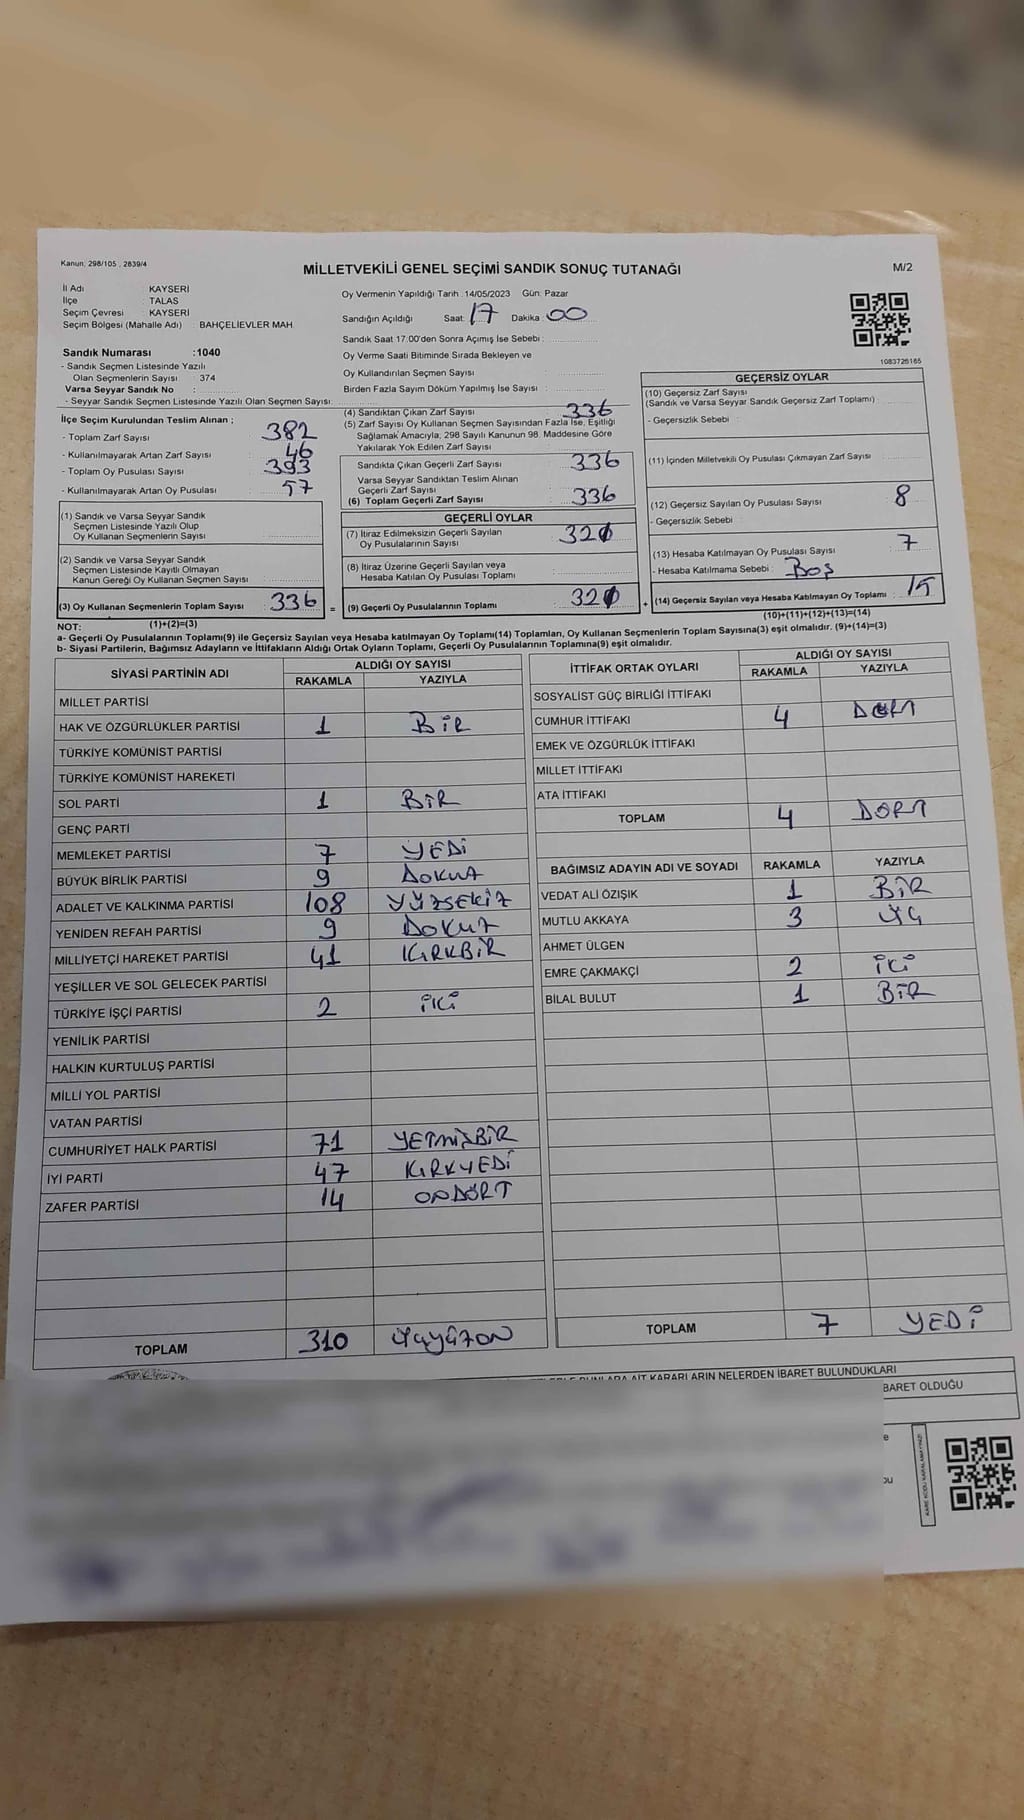 Kanun; 298/105 , 2839/4
MİLLETVEKİLİ GENEL SEÇİMİ SANDIK SONUÇ TUTANAĞI
M/2
İl Adı : KAYSERİ
İlçe : TALAS
Seçim Çevresi : KAYSERİ
Seçim Bölgesi (Mahalle Adı) : BAHÇELİEVLER MAH.
Sandık Numarası :1040
- Sandık Seçmen Listesinde Yazılı
Olan Seçmenlerin Sayısı : 374
Varsa Seyyar Sandık No :
- Seyyar Sandık Seçmen Listesinde Yazılı Olan Seçmen Sayısı:
Oy Vermenin Yapıldığı Tarih :14/05/2023 Gün: Pazar
Sandığın Açıldığı Saat: 17 Dakika: 00
Sandık Saat 17:00'den Sonra Açımış İse Sebebi :
Oy Verme Saati Bitiminde Sırada Bekleyen ve
Oy Kullandırılan Seçmen Sayısı :
Birden Fazla Sayım Döküm Yapılmış İse Sayısı :
1083726165
İlçe Seçim Kurulundan Teslim Alınan ;
- Toplam Zarf Sayısı : 382
- Kullanılmayarak Artan Zarf Sayısı : 46
- Toplam Oy Pusulası Sayısı : 393
- Kullanılmayarak Artan Oy Pusulası : 57
(1) Sandık ve Varsa Seyyar Sandık
Seçmen Listesinde Yazılı Olup
Oy Kullanan Seçmenlerin Sayısı :
(2) Sandık ve Varsa Seyyar Sandık
Seçmen Listesinde Kayıtlı Olmayan
Kanun Gereği Oy Kullanan Seçmen Sayısı :
(3) Oy Kullanan Seçmenlerin Toplam Sayısı : 336 =
(1)+(2)=(3)
(4) Sandıktan Çıkan Zarf Sayısı : 336
(5) Zarf Sayısı Oy Kullanan Seçmen Sayısından Fazla İse, Eşitliği
Sağlamak Amacıyla, 298 Sayılı Kanunun 98. Maddesine Göre
Yakılarak Yok Edilen Zarf Sayısı :
Sandıkta Çıkan Geçerli Zarf Sayısı : 336
Varsa Seyyar Sandıktan Teslim Alınan
Geçerli Zarf Sayısı :
(6) Toplam Geçerli Zarf Sayısı : 336
GEÇERLİ OYLAR
(7) İtiraz Edilmeksizin Geçerli Sayılan
Oy Pusulalarının Sayısı :
(8) İtiraz Üzerine Geçerli Sayılan veya
Hesaba Katılan Oy Pusulası Toplamı :
(9) Geçerli Oy Pusulalarının Toplamı : +
GEÇERSİZ OYLAR
(10) Geçersiz Zarf Sayısı
(Sandık ve Varsa Seyyar Sandık Geçersiz Zarf Toplamı) :
- Geçersizlik Sebebi :
(11) İçinden Milletvekili Oy Pusulası Çıkmayan Zarf Sayısı :
(12) Geçersiz Sayılan Oy Pusulası Sayısı : 8
- Geçersizlik Sebebi :
(13) Hesaba Katılmayan Oy Pusulası Sayısı : 7
- Hesaba Katılmama Sebebi : Boş
(14) Geçersiz Sayılan veya Hesaba Katılmayan Oy Toplamı : 15
(10)+(11)+(12)+(13)=(14)
NOT:
a- Geçerli Oy Pusulalarının Toplamı(9) ile Geçersiz Sayılan veya Hesaba katılmayan Oy Toplamı(14) Toplamları, Oy Kullanan Seçmenlerin Toplam Sayısına(3) eşit olmalıdır. (9)+(14)=(3)
b- Siyasi Partilerin, Bağımsız Adayların ve İttifakların Aldığı Ortak Oyların Toplamı, Geçerli Oy Pusulalarının Toplamına(9) eşit olmalıdır.
SİYASİ PARTİNİN ADI ALDIĞI OY SAYISI
RAKAMLA YAZIYLA
MİLLET PARTİSİ
HAK VE ÖZGÜRLÜKLER PARTİSİ 1 BİR
TÜRKİYE KOMÜNİST PARTİSİ
TÜRKİYE KOMÜNİST HAREKETİ
SOL PARTİ 1 BİR
GENÇ PARTİ
MEMLEKET PARTİSİ 7 YEDİ
BÜYÜK BİRLİK PARTİSİ 9 DOKUZ
ADALET VE KALKINMA PARTİSİ 108 YÜZSEKİZ
YENİDEN REFAH PARTİSİ 9 DOKUZ
MİLLİYETÇİ HAREKET PARTİSİ 41 KIRKBİR
YEŞİLLER VE SOL GELECEK PARTİSİ
TÜRKİYE İŞÇİ PARTİSİ 2 İKİ
YENİLİK PARTİSİ
HALKIN KURTULUŞ PARTİSİ
MİLLİ YOL PARTİSİ
VATAN PARTİSİ
CUMHURİYET HALK PARTİSİ 71 YETMİŞBİR
İYİ PARTİ 47 KIRKYEDİ
ZAFER PARTİSİ 14 ONDÖRT
TOPLAM 310 ÜÇYÜZON
İTTİFAK ORTAK OYLARI ALDIĞI OY SAYISI
RAKAMLA YAZIYLA
SOSYALİST GÜÇ BİRLİĞİ İTTİFAKI
CUMHUR İTTİFAKI 4 DÖRT
EMEK VE ÖZGÜRLÜK İTTİFAKI
MİLLET İTTİFAKI
ATA İTTİFAKI
TOPLAM 4 DÖRT
BAĞIMSIZ ADAYIN ADI VE SOYADI RAKAMLA YAZIYLA
VEDAT ALİ ÖZIŞIK 1 BİR
MUTLU AKKAYA 3 ÜÇ
AHMET ÜLGEN
EMRE ÇAKMAKÇİ 2 İKİ
BİLAL BULUT 1 BİR
TOPLAM 7 YEDİ
KARARLARIN NELERDEN İBARET BULUNDUKLARI
BARET OLDUĞU
KARE KODU KARALAMAYINIZ!